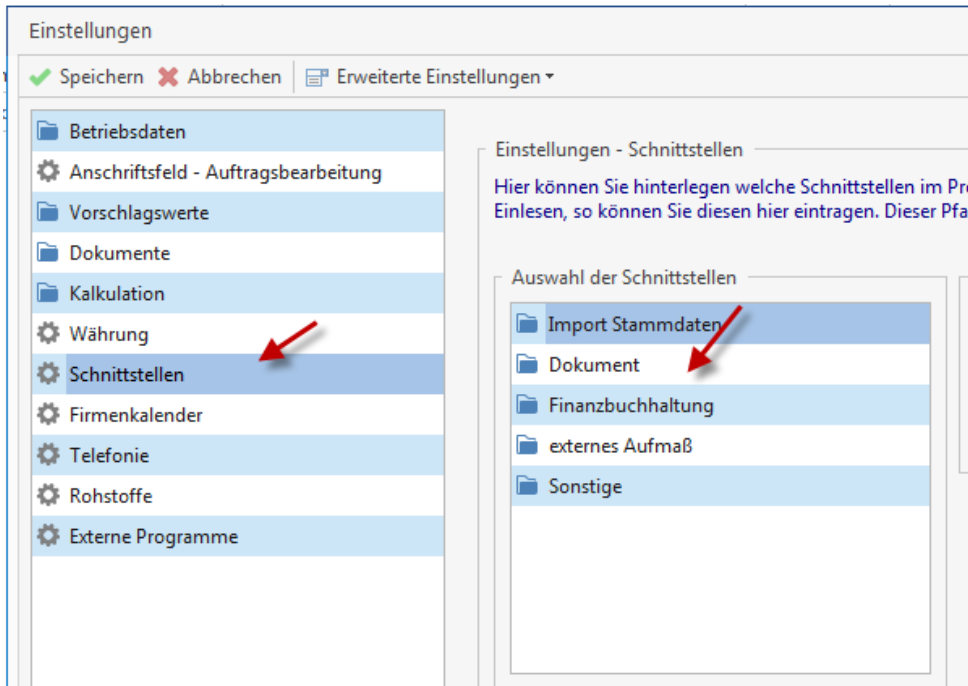 Einstellungen
Speichern Abbrechen Erweiterte Einstellungen
Betriebsdaten
Anschriftsfeld - Auftragsbearbeitung
Vorschlagswerte
Dokumente
Kalkulation
Währung
Schnittstellen
Firmenkalender
Telefonie
Rohstoffe
Externe Programme
Einstellungen - Schnittstellen
Hier können Sie hinterlegen welche Schnittstellen im
Einlesen, so können Sie diesen hier eintragen. Dieser
Auswahl der Schnittstellen
Import Stammdaten
Dokument
Finanzbuchhaltung
externes Aufmaß
Sonstige